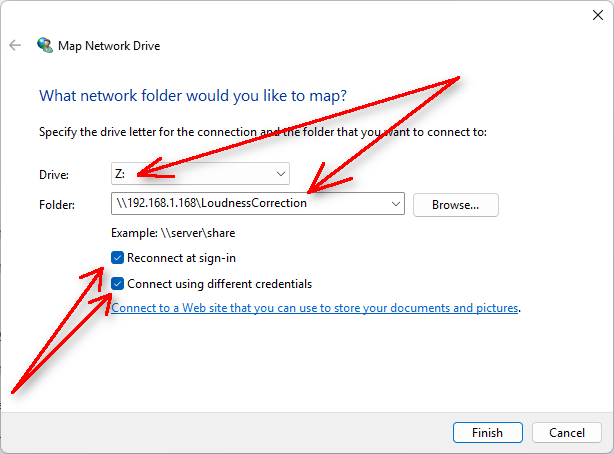 Map Network Drive
What network folder would you like to map?
Specify the drive letter for the connection and the folder that you want to connect to:
Drive: Z:
Folder: \\192.168.1.168\LoudnessCorrection Browse...
Example: \\server\share
Reconnect at sign-in
Connect using different credentials
Connect to a Web site that you can use to store your documents and pictures.
Finish Cancel